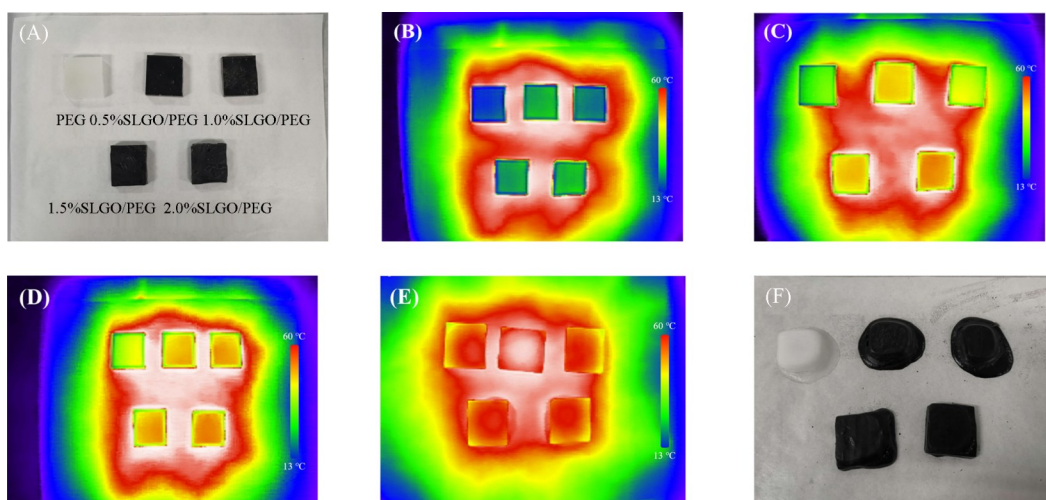 (A)
PEG 0.5%SLGO/PEG 1.0%SLGO/PEG
1.5%SLGO/PEG 2.0%SLGO/PEG
(B)
60 °C
13 °C
(C)
60 °C
13 °C
(D)
60 °C
13 °C
(E)
60 °C
13 °C
(F)